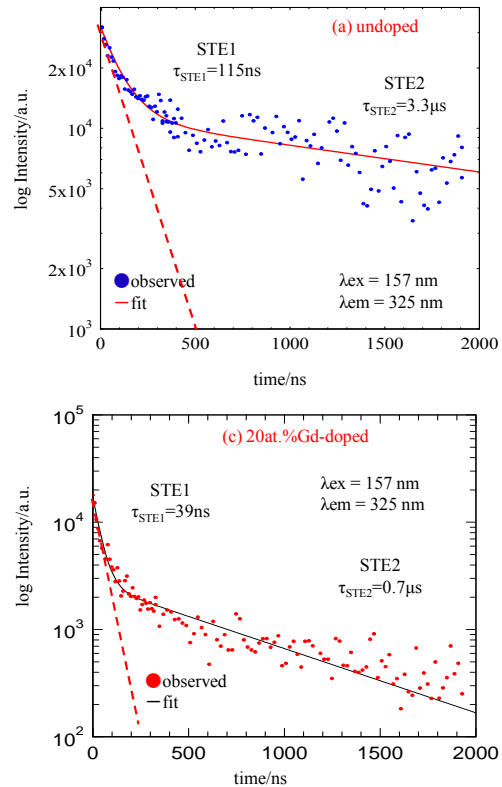 (a) undoped
STE1
τSTE1=115ns
STE2
τSTE2=3.3μs
2x10⁴
10⁴
5x10³
2x10³
10³
log Intensity/a.u.
observed
fit
λex = 157 nm
λem = 325 nm
0
500
1000
1500
2000
time/ns
(c) 20at.%Gd-doped
STE1
τSTE1=39ns
λex = 157 nm
λem = 325 nm
STE2
τSTE2=0.7μs
10⁵
10⁴
10³
10²
log Intensity/a.u.
observed
fit
0
500
1000
1500
2000
time/ns